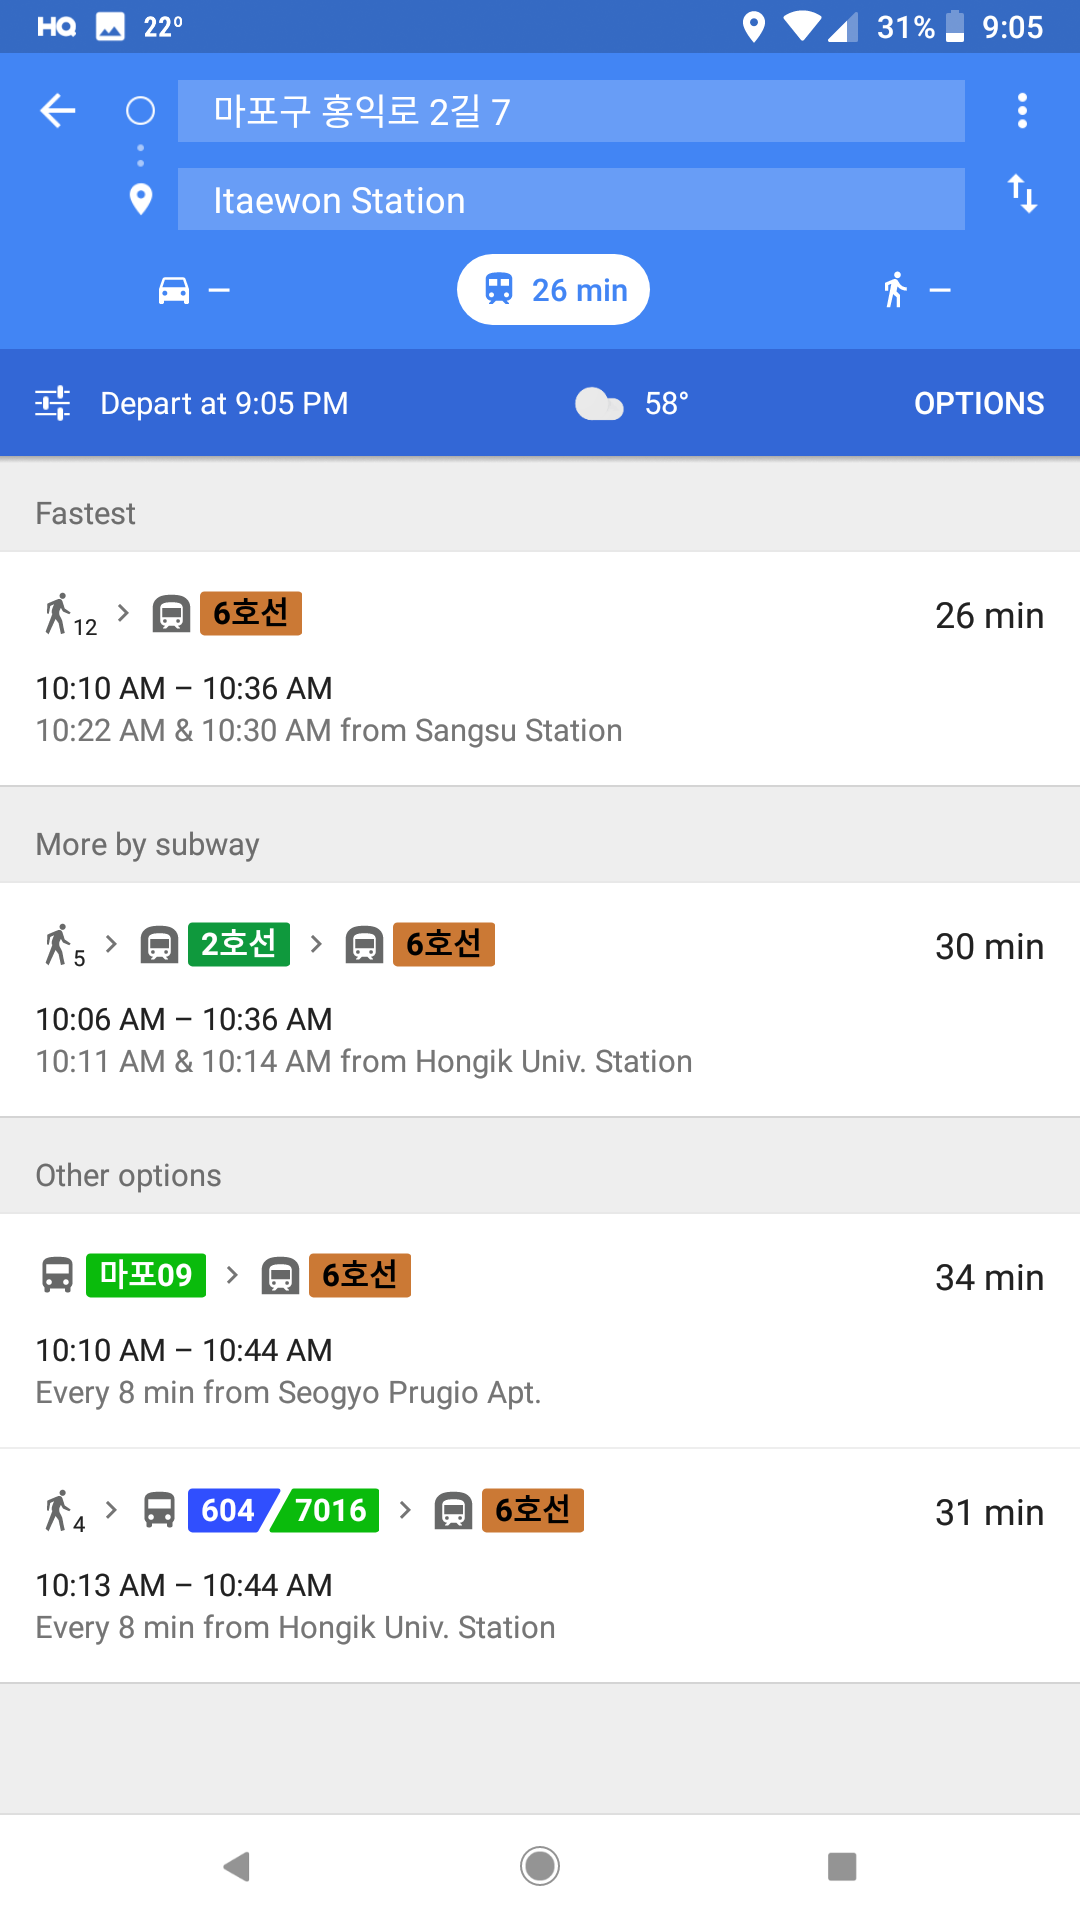 HQ 22° 31% 9:05
마포구 홍익로 2길 7
Itaewon Station
– 26 min –
Depart at 9:05 PM 58° OPTIONS
Fastest
12 > 6호선 26 min
10:10 AM – 10:36 AM
10:22 AM & 10:30 AM from Sangsu Station
More by subway
5 > 2호선 > 6호선 30 min
10:06 AM – 10:36 AM
10:11 AM & 10:14 AM from Hongik Univ. Station
Other options
마포09 > 6호선 34 min
10:10 AM – 10:44 AM
Every 8 min from Seogyo Prugio Apt.
4 > 604 / 7016 > 6호선 31 min
10:13 AM – 10:44 AM
Every 8 min from Hongik Univ. Station